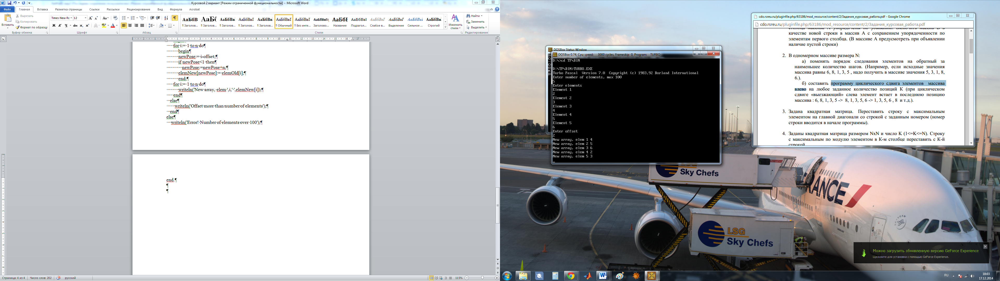 Курсовой 2 вариант [Режим ограниченной функциональности] - Microsoft Word
Файл Главная Вставка Разметка страницы Ссылки Рассылки Рецензирование Вид Формула Acrobat
Вставить
Вырезать
Копировать
Формат по образцу
Буфер обмена
Times New Rc 12
Шрифт
Абзац
АаБбВ АаБб АаБбВв АаБбВвI АаБбВв АаБбВвI АаБбВвI АаБбВвГг, АаБбI АаБбВвI АаБбВвI АаБбВвI АаБбВвI АаБбВв
Заголов... Заголов... Заголов... Заголов... Заголов... ¶ Обычный ¶ Без инте... Заголово... Название Подзагол... Слабое в... Выделение Сильное ... Строгий
Стили
Изменить стили
Найти
Заменить
Выделить
Редактирование
for·i:=·1·to·n·do¶
begin¶
newPose:=·i-offset;¶
if·newPose<1·then¶
newPose:=newPose+n;¶
elemNew[newPose]:=·elemOld[i];¶
end;¶
for·i:=·1·to·n·do¶
writeln('New·array,·elem·',i,'·',elemNew[i]);¶
end¶
else¶
writeln('Offset·more·than·number·of·elements');¶
end¶
else¶
writeln('Error!·Number·of·elements·over·100');¶
end.¶
¶
¶
Страница: 4 из 4 Число слов: 202 русский 115%
DOSBox Status Window
DOSBox 0.74, Cpu speed: 3000 cycles, Frameskip 0, Program: TURBO
D:\>cd TP\BIN
D:\TP\BIN>TURBO.EXE
Turbo Pascal Version 7.0 Copyright (c) 1983,92 Borland International
Enter number of elements, max 100
5
Enter elements
Element 1
2
Element 2
3
Element 3
4
Element 4
5
Element 5
6
Enter offset
2
New array, elem 1 4
New array, elem 2 5
New array, elem 3 6
New array, elem 4 2
New array, elem 5 3
cdo.rsreu.ru/pluginfile.php/63186/mod_resource/content/2/Задания_курсовая_работа.pdf - Google Chrome
cdo.rsreu.ru/pluginfile.php/63186/mod_resource/content/2/Задания_курсовая_работа.pdf
столбца массива А упорядочена по убыванию. Включить массив В в
качестве новой строки в массив А с сохранением упорядоченности по
элементам первого столбца. (В массиве А предусмотреть при объявлении
наличие пустой строки)
2. В одномерном массиве размера N:
а) поменять порядок следования элементов на обратный за
наименьшее количество шагов. (Например, если исходные значения
массива равны 6, 8, 1, 3, 5 , надо получить в массиве значения 5, 3, 1, 8,
6.).
б) составить программу циклического сдвига элементов массива
влево на любое заданное количество позиций К (при циклическом
сдвиге «выезжающий» слева элемент встает в последнюю позицию
массива : 6, 8, 1, 3, 5 -> 8, 1, 3, 5, 6 -> 1, 3, 5, 6 , 8 и т.д.).
3. Задана квадратная матрица. Переставить строку с максимальным
элементом на главной диагонали со строкой с заданным номером (номер
строки вводится в начале программы).
4. Заданы квадратная матрица размером NxN и число K (1<=K<=N). Строку
с максимальным по модулю элементом в К-м столбце переставить с К-й
строкой
Sky Chefs
LSG
Sky Chefs
RANCE
Можно загрузить обновленную версию GeForce Experience
Щелкните для установки с помощью GeForce Experience.
RU
18:03
17.12.2014